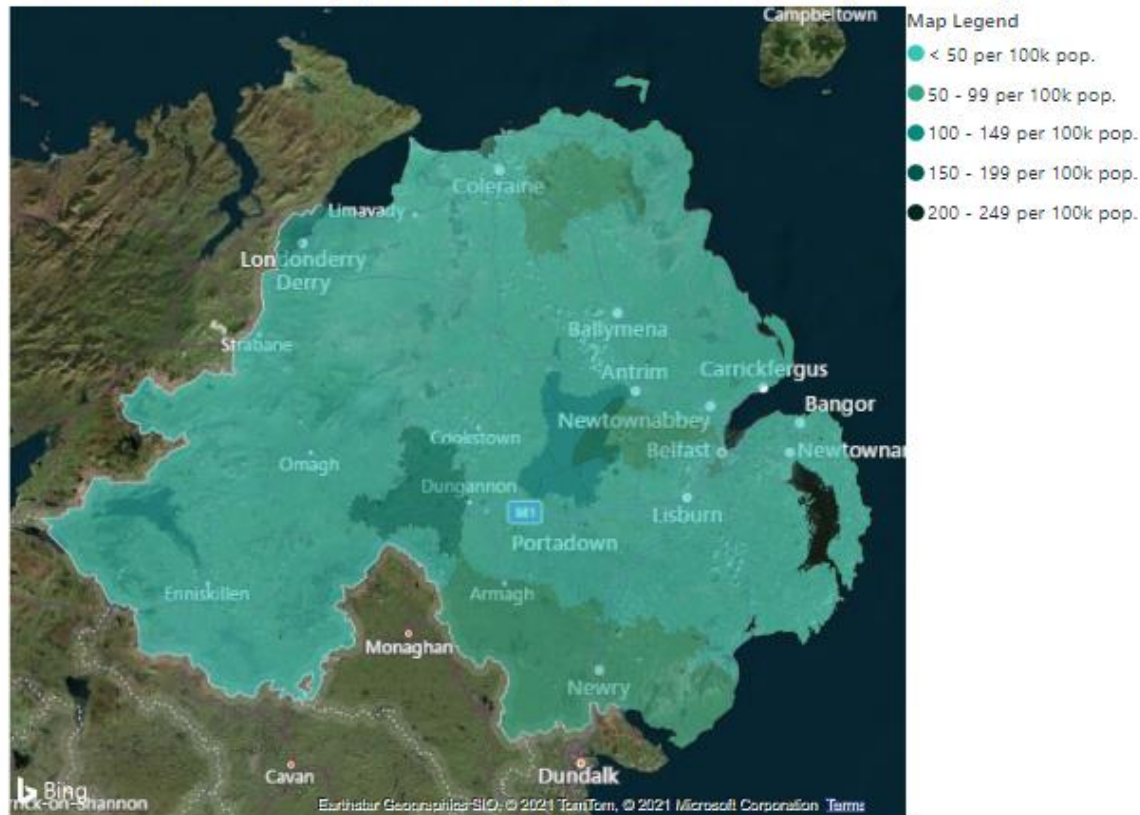 Campbeltown
Map Legend
< 50 per 100k pop.
50 - 99 per 100k pop.
100 - 149 per 100k pop.
150 - 199 per 100k pop.
200 - 249 per 100k pop.
Coleraine
Limavady
Londonderry
Derry
Strabane
Ballymena
Antrim
Carrickfergus
Newtownabbey
Bangor
Cookstown
Belfast
Newtownar
Omagh
Dungannon
M1
Lisburn
Portadown
Enniskillen
Armagh
Monaghan
Newry
Cavan
Dundalk
Bing
rrick-on-Shannon
Earthstar Geographics SIO, © 2021 TomTom, © 2021 Microsoft Corporation Terms